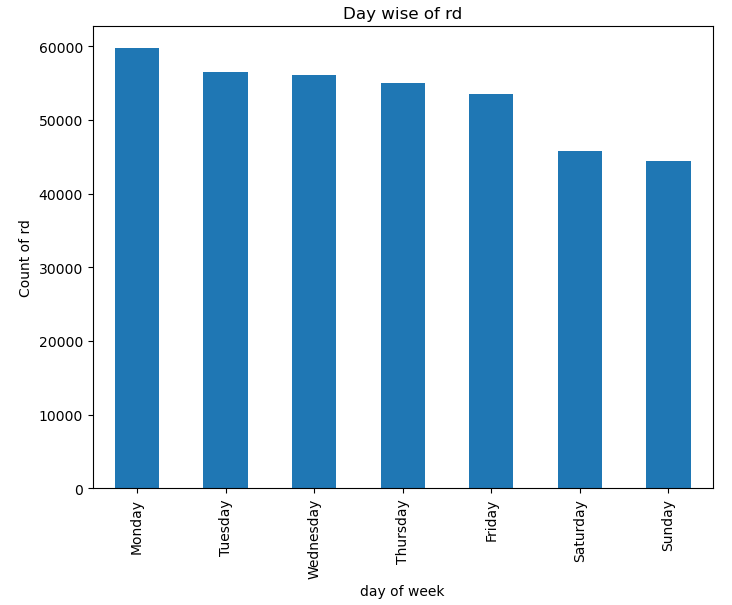 Day wise of rd
60000
50000
40000
30000
20000
10000
0
Count of rd
Monday
Tuesday
Wednesday
Thursday
Friday
Saturday
Sunday
day of week